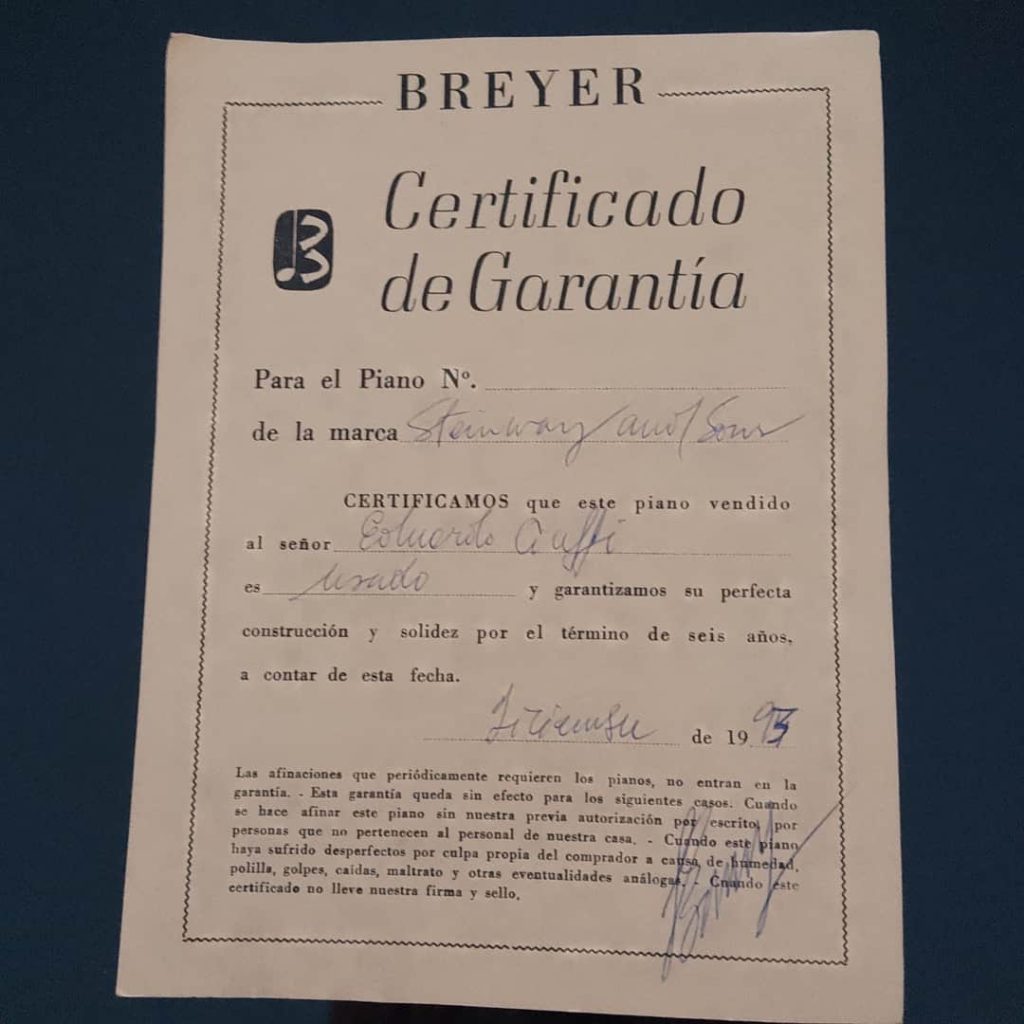 BREYER
B
Certificado
de Garantía
Para el Piano Nº.
de la marca Steinway and Sons
CERTIFICAMOS que este piano vendido
al señor Eduardo Ciuffi
es usado y garantizamos su perfecta
construcción y solidez por el término de seis años,
a contar de esta fecha.
Diciembre de 19
Las afinaciones que periódicamente requieren los pianos, no entran en la
garantía. - Esta garantía queda sin efecto para los siguientes casos. Cuando
se hace afinar este piano sin nuestra previa autorización por escrito, por
personas que no pertenecen al personal de nuestra casa. - Cuando este piano
haya sufrido desperfectos por culpa propia del comprador a causa de humedad,
polilla, golpes, caídas, maltrato y otras eventualidades análogas. - Cuando este
certificado no lleve nuestra firma y sello.